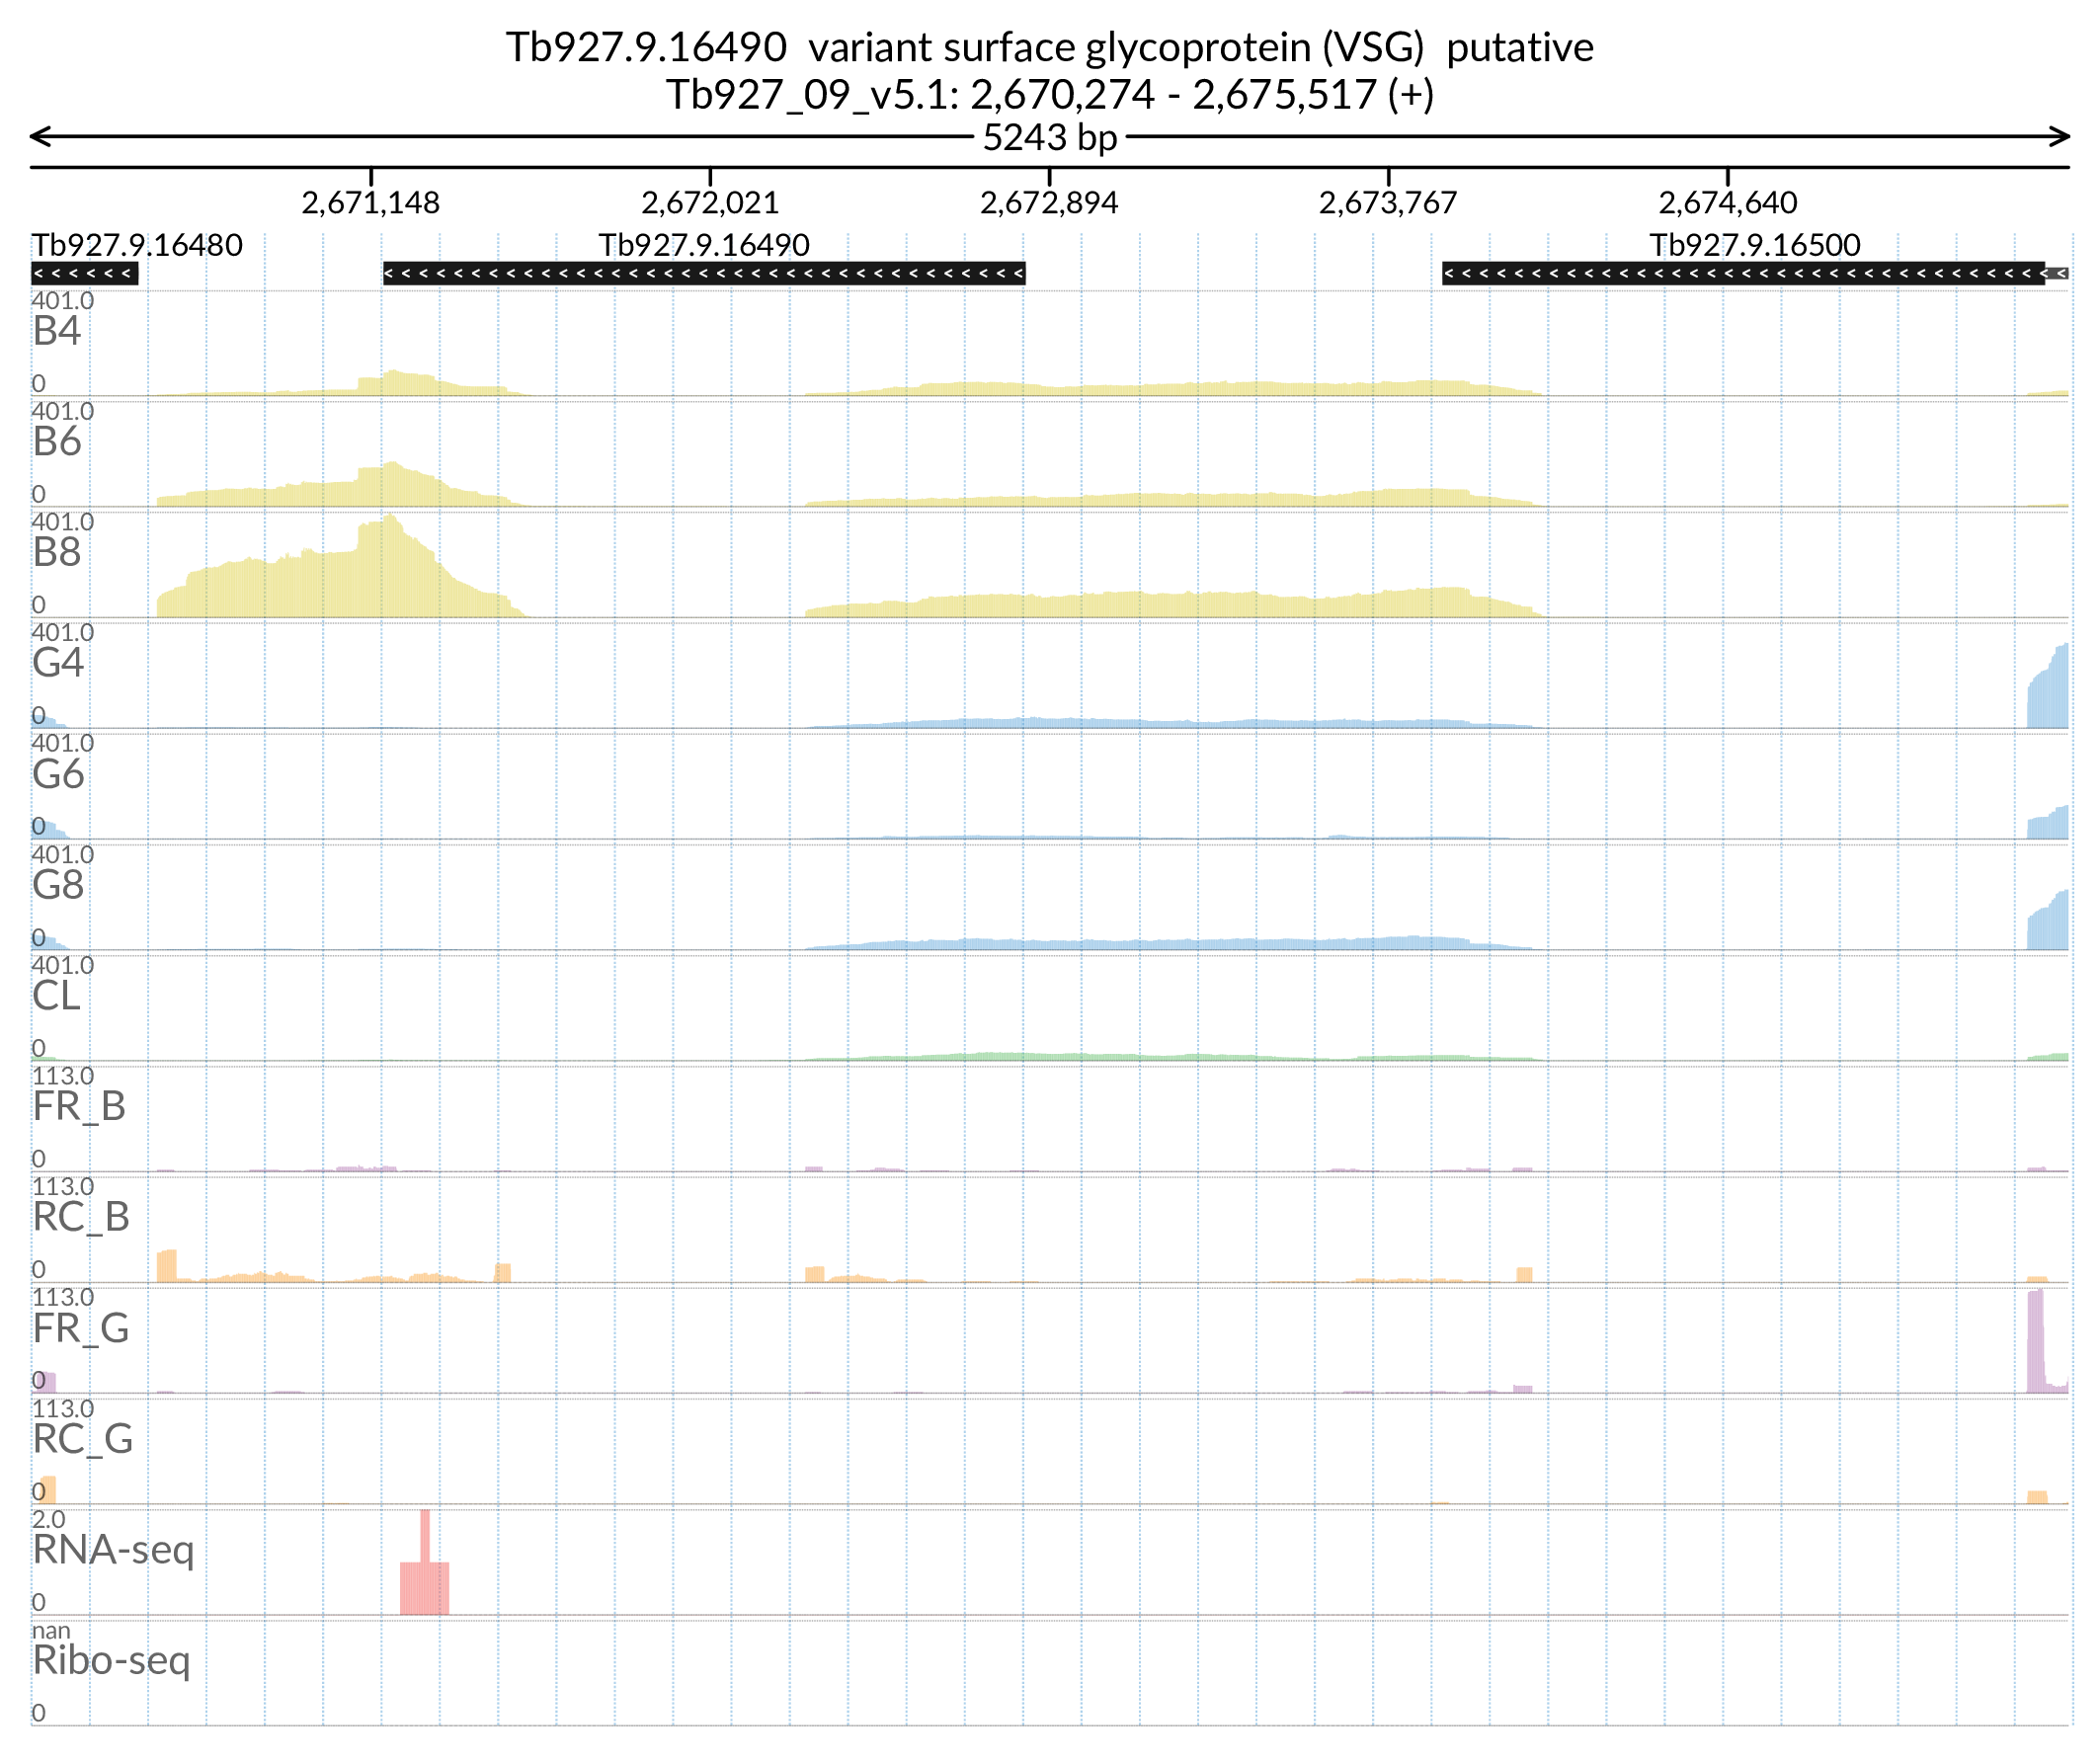 Tb927.9.16490 variant surface glycoprotein (VSG) putative
Tb927_09_v5.1: 2,670,274 - 2,675,517 (+)
5243 bp
2,671,148 2,672,021 2,672,894 2,673,767 2,674,640
Tb927.9.16480 Tb927.9.16490 Tb927.9.16500
401.0
B4
0
401.0
B6
0
401.0
B8
0
401.0
G4
0
401.0
G6
0
401.0
G8
0
401.0
CL
0
113.0
FR_B
0
113.0
RC_B
0
113.0
FR_G
0
113.0
RC_G
0
2.0
RNA-seq
0
nan
Ribo-seq
0